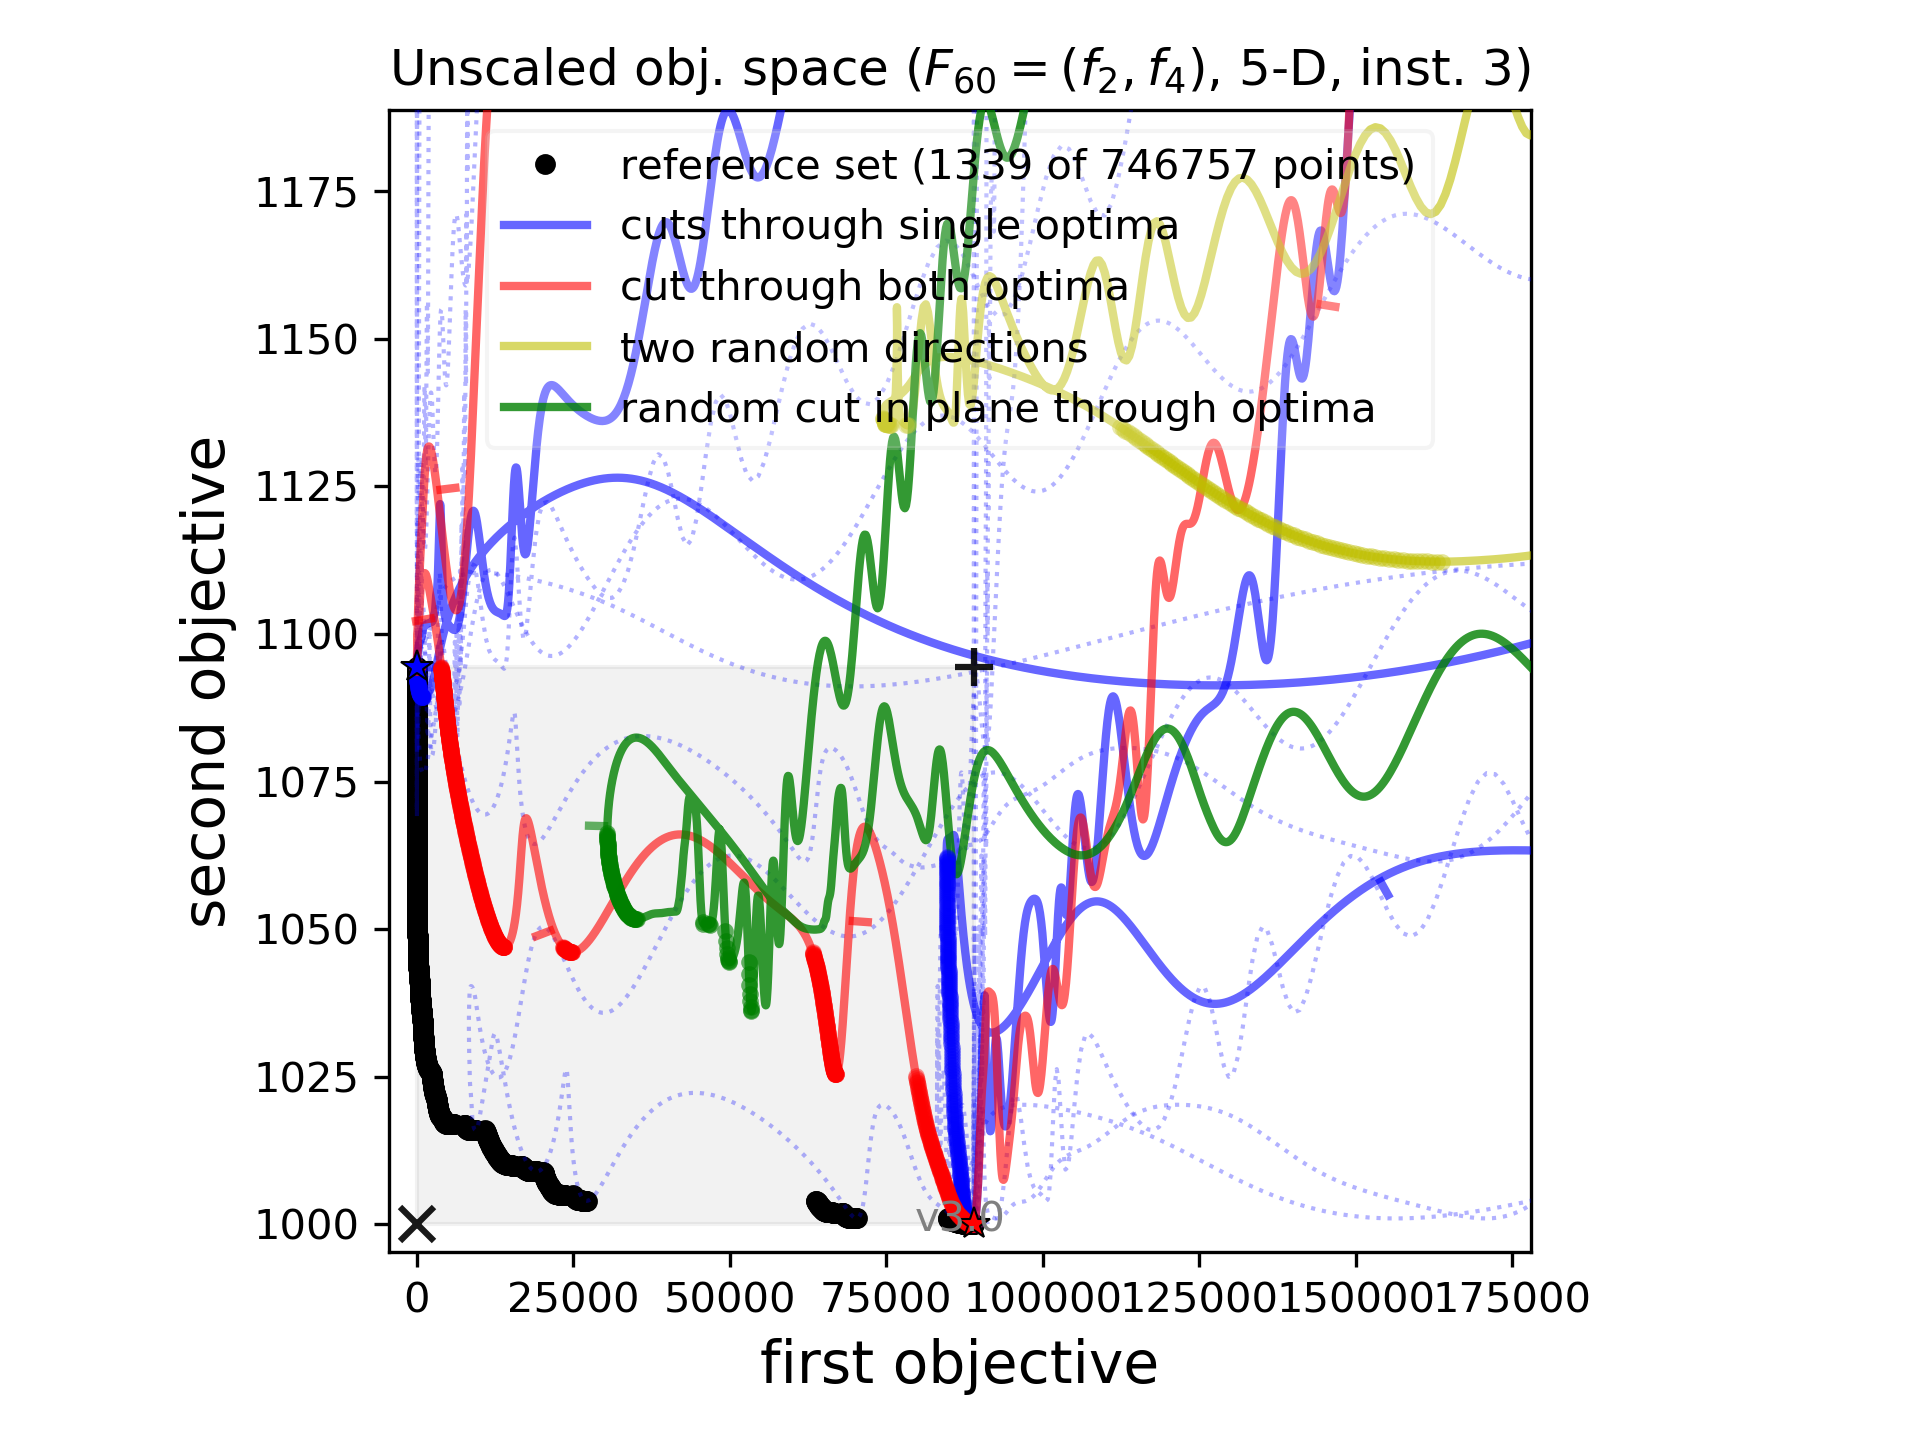 Unscaled obj. space (F60 = (f2, f4), 5-D, inst. 3)
reference set (1339 of 746757 points)
cuts through single optima
cut through both optima
two random directions
random cut in plane through optima
1175
1150
1125
1100
1075
1050
1025
1000
second objective
v3.0
0 25000 50000 75000 100000 125000 150000 175000
first objective